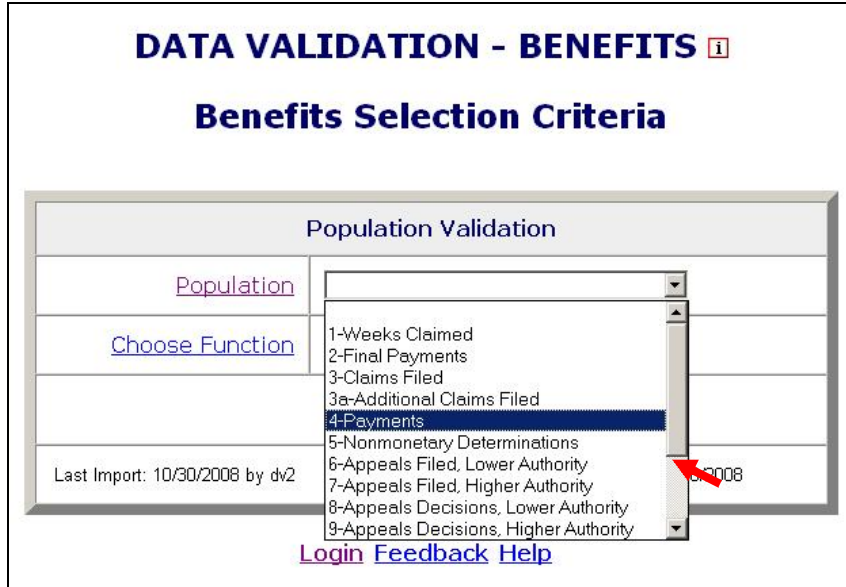 DATA VALIDATION - BENEFITS i
Benefits Selection Criteria
Population Validation
Population
Choose Function
1-Weeks Claimed
2-Final Payments
3-Claims Filed
3a-Additional Claims Filed
4-Payments
5-Nonmonetary Determinations
6-Appeals Filed, Lower Authority
7-Appeals Filed, Higher Authority
8-Appeals Decisions, Lower Authority
9-Appeals Decisions, Higher Authority
Last Import: 10/30/2008 by dv2
Login Feedback Help